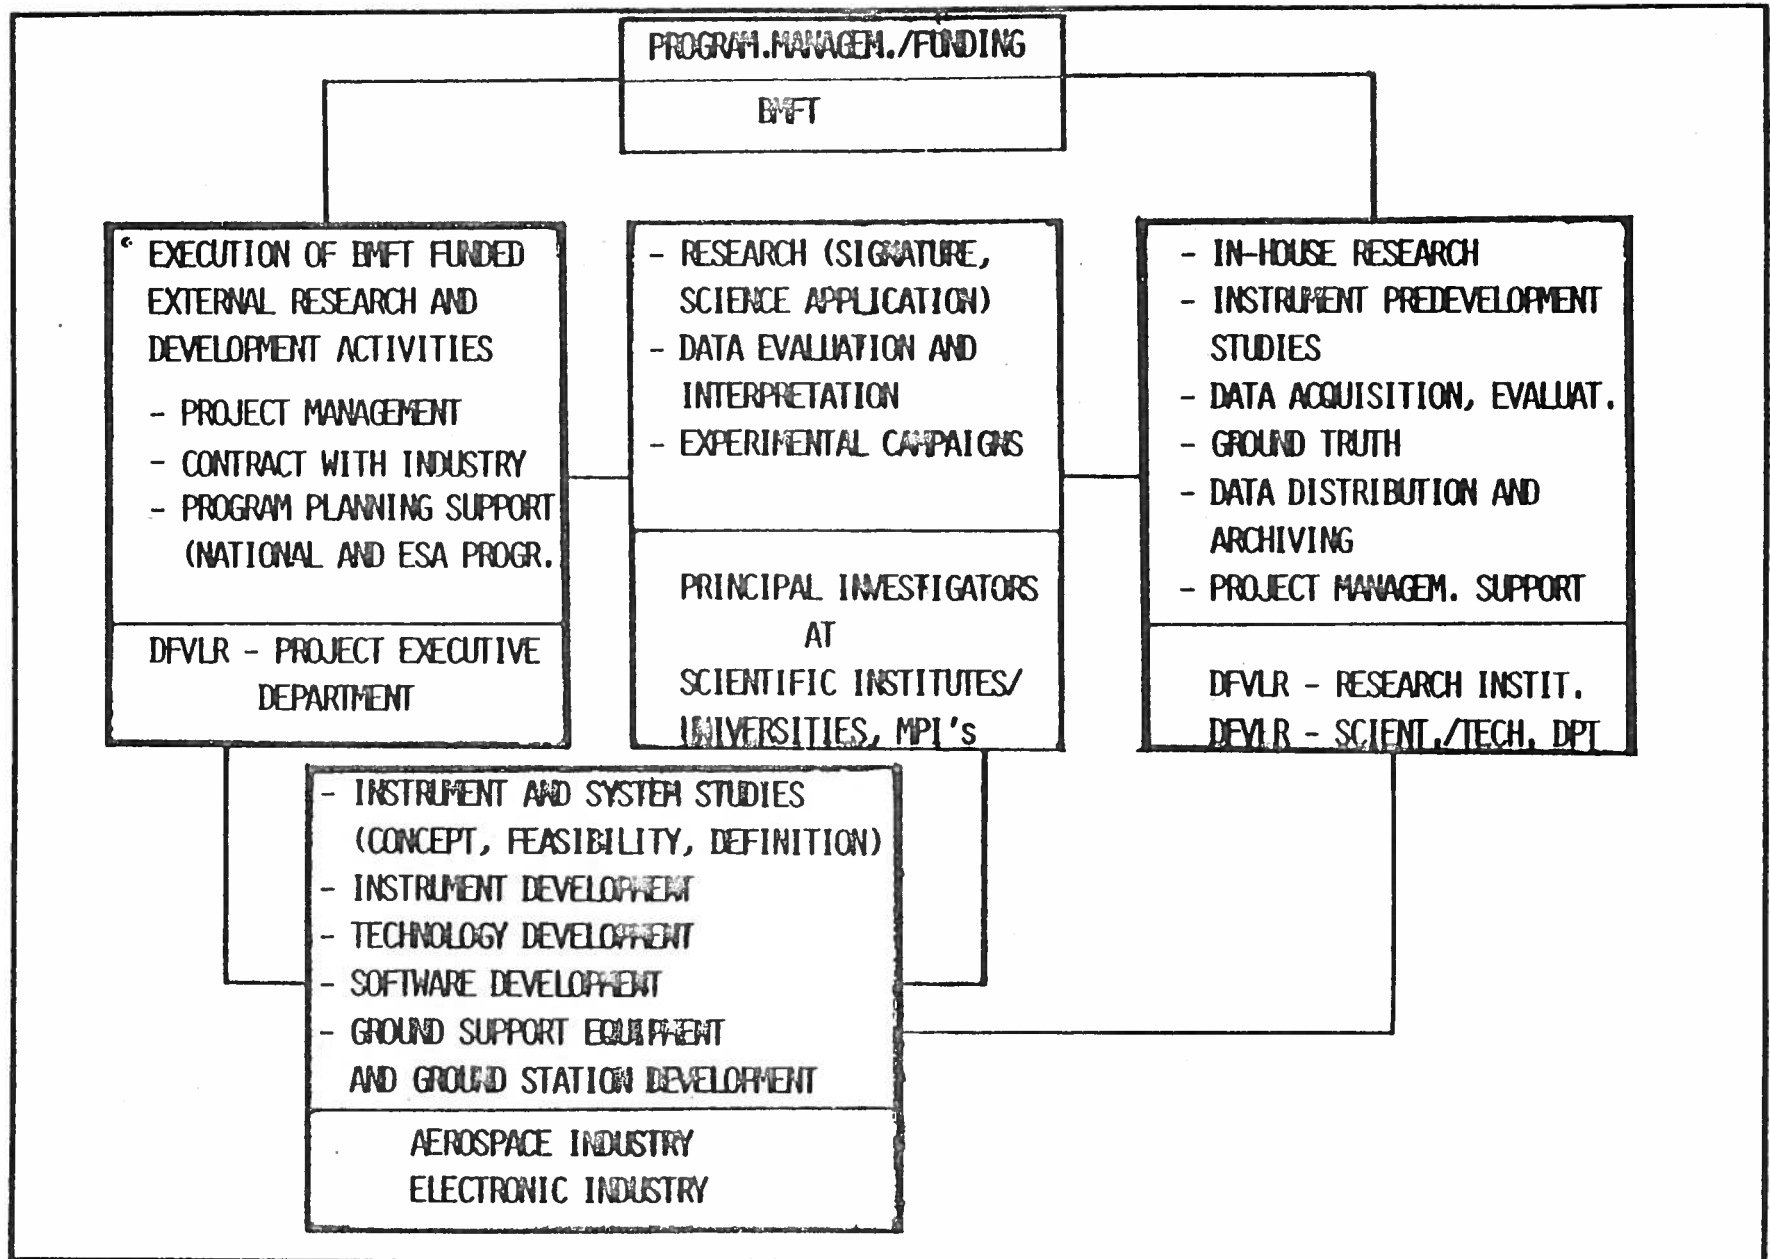 PROGRAM.MANAGEM./FUNDING
BMFT
EXECUTION OF BMFT FUNDED
EXTERNAL RESEARCH AND
DEVELOPMENT ACTIVITIES
- PROJECT MANAGEMENT
- CONTRACT WITH INDUSTRY
- PROGRAM PLANNING SUPPORT
(NATIONAL AND ESA PROGR.
DFVLR - PROJECT EXECUTIVE
DEPARTMENT
- RESEARCH (SIGNATURE,
SCIENCE APPLICATION)
- DATA EVALUATION AND
INTERPRETATION
- EXPERIMENTAL CAMPAIGNS
PRINCIPAL INVESTIGATORS
AT
SCIENTIFIC INSTITUTES/
UNIVERSITIES, MPI's
- IN-HOUSE RESEARCH
- INSTRUMENT PREDEVELOPMENT
STUDIES
- DATA ACQUISITION, EVALUAT.
- GROUND TRUTH
- DATA DISTRIBUTION AND
ARCHIVING
- PROJECT MANAGEM. SUPPORT
DFVLR - RESEARCH INSTIT.
DFVLR - SCIENT./TECH. DPT
- INSTRUMENT AND SYSTEM STUDIES
(CONCEPT, FEASIBILITY, DEFINITION)
- INSTRUMENT DEVELOPMENT
- TECHNOLOGY DEVELOPMENT
- SOFTWARE DEVELOPMENT
- GROUND SUPPORT EQUIPMENT
AND GROUND STATION DEVELOPMENT
AEROSPACE INDUSTRY
ELECTRONIC INDUSTRY